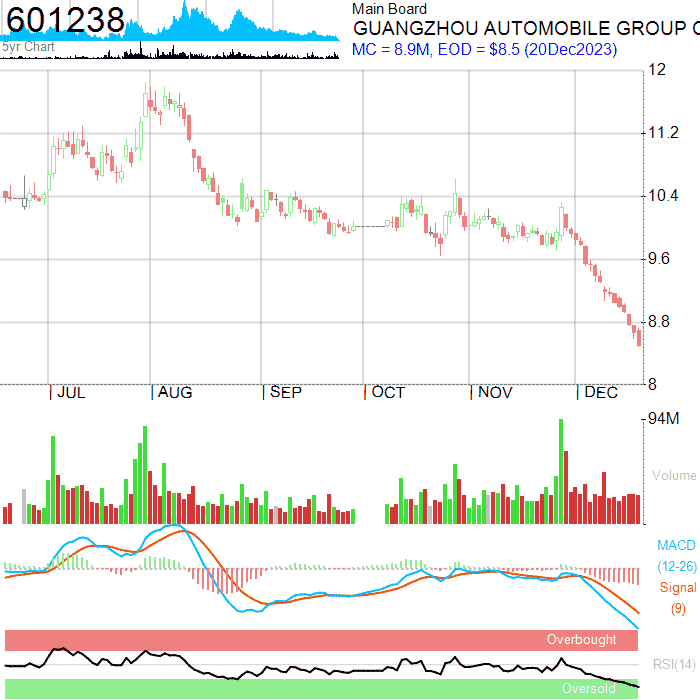 601238
5yr Chart
Main Board
GUANGZHOU AUTOMOBILE GROUP C
MC = 8.9M, EOD = $8.5 (20Dec2023)
12
11.2
10.4
9.6
8.8
8
JUL AUG SEP OCT NOV DEC
94M
Volume
MACD
(12-26)
Signal
(9)
Overbought
RSI(14)
Oversold